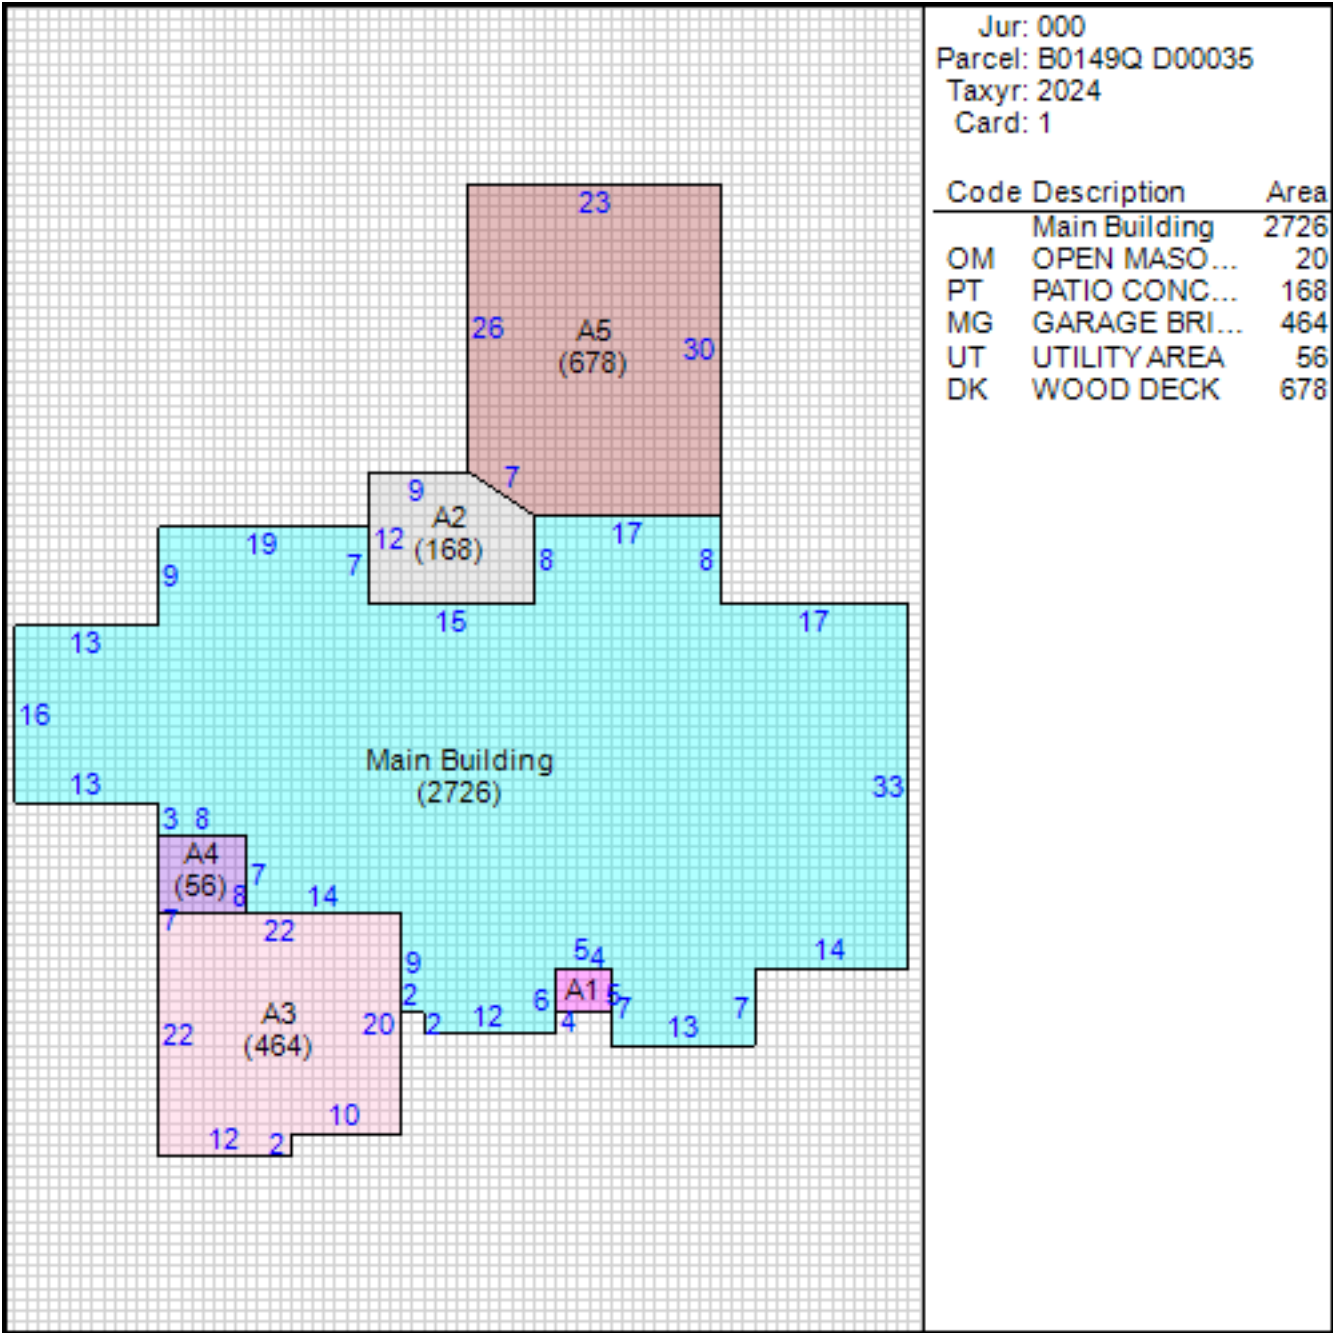 Jur: 000
Parcel: B0149Q D00035
Taxyr: 2024
Card: 1
Code Description Area
Main Building 2726
OM OPEN MASO... 20
PT PATIO CONC... 168
MG GARAGE BRI... 464
UT UTILITY AREA 56
DK WOOD DECK 678
23
26
A5
30
(678)
7
9
A2
12
(168)
17
19
7
8
8
9
15
17
13
16
Main Building
(2726)
13
33
3 8
A4
7
(56)
8
14
7
22
5
4
14
9
2
A1
5
6
7
7
A3
20
2
12
4
13
22
(464)
10
12
2